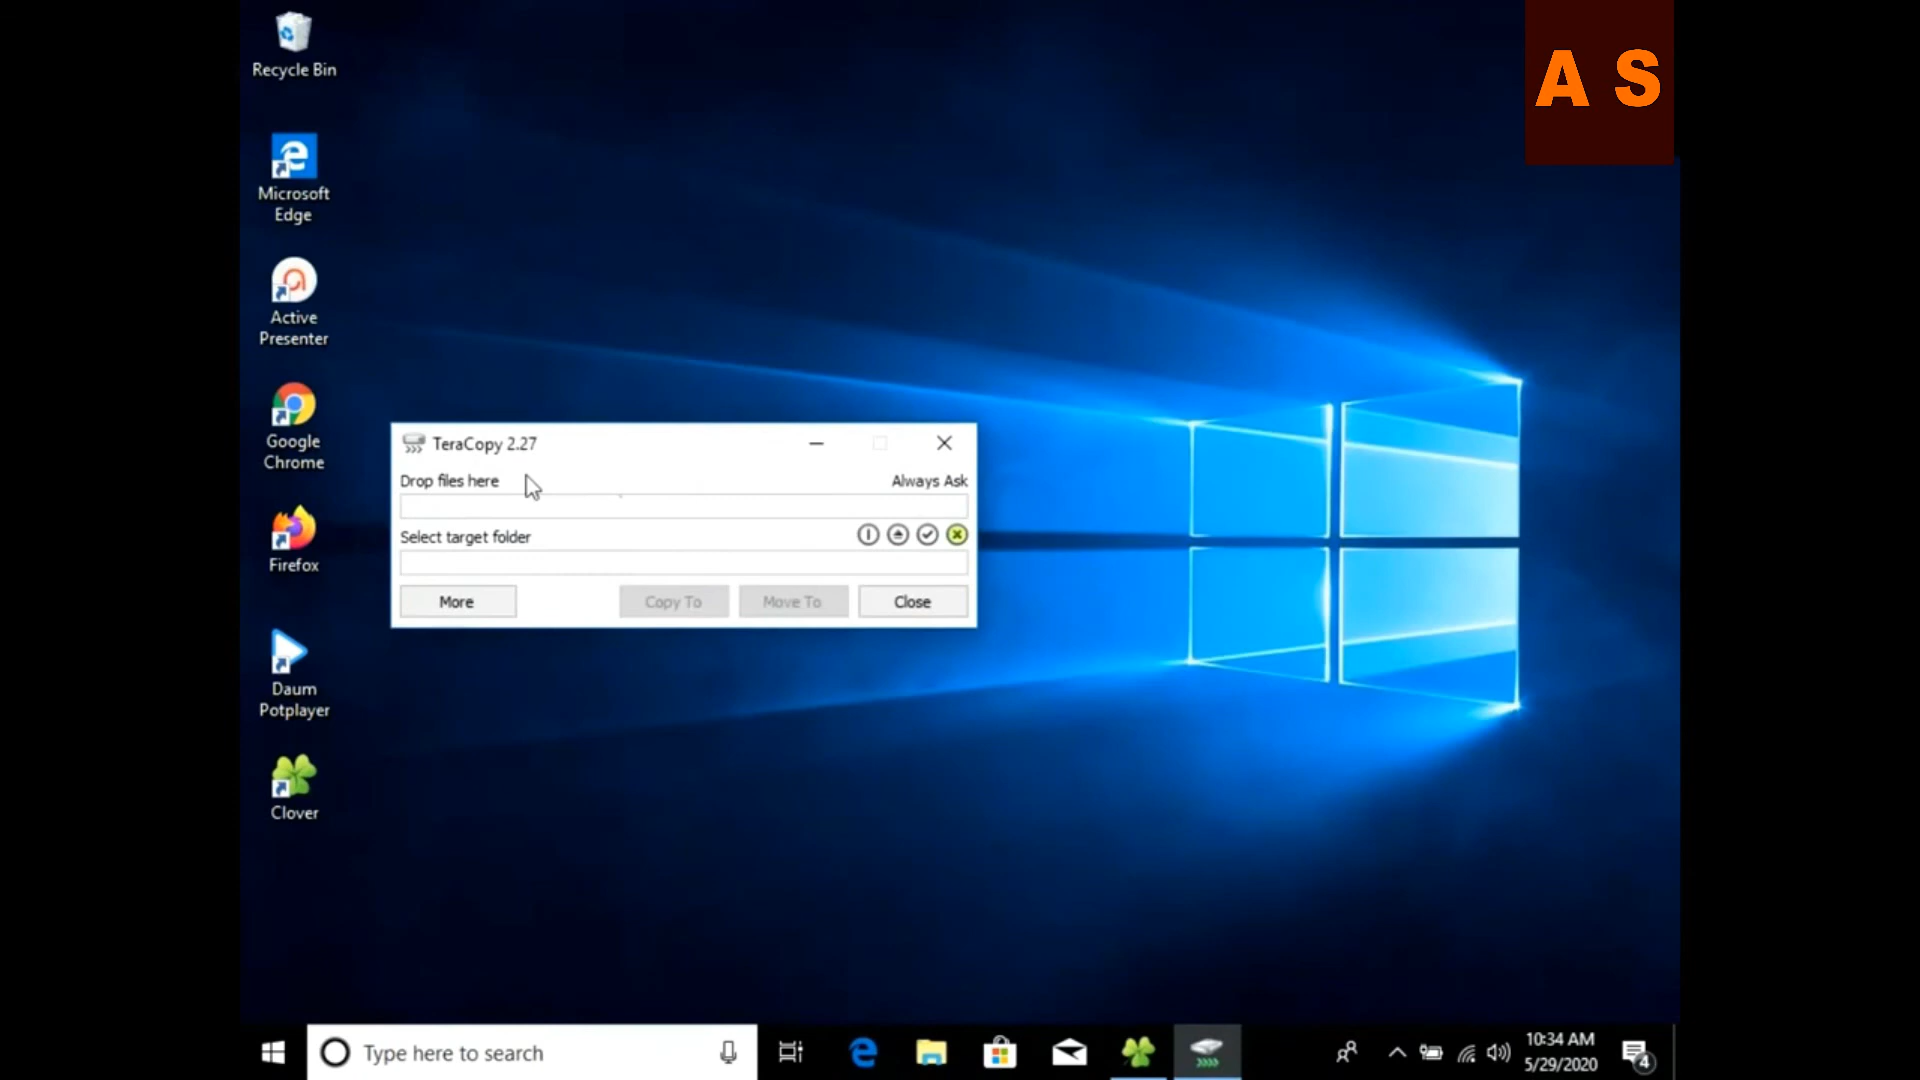 Recycle Bin
A S
Microsoft
Edge
Active
Presenter
Google
Chrome
TeraCopy 2.27
Drop files here
Always Ask
Select target folder
More
Copy To
Move To
Close
Firefox
Daum
Potplayer
Clover
Type here to search
10:34 AM
5/29/2020
4